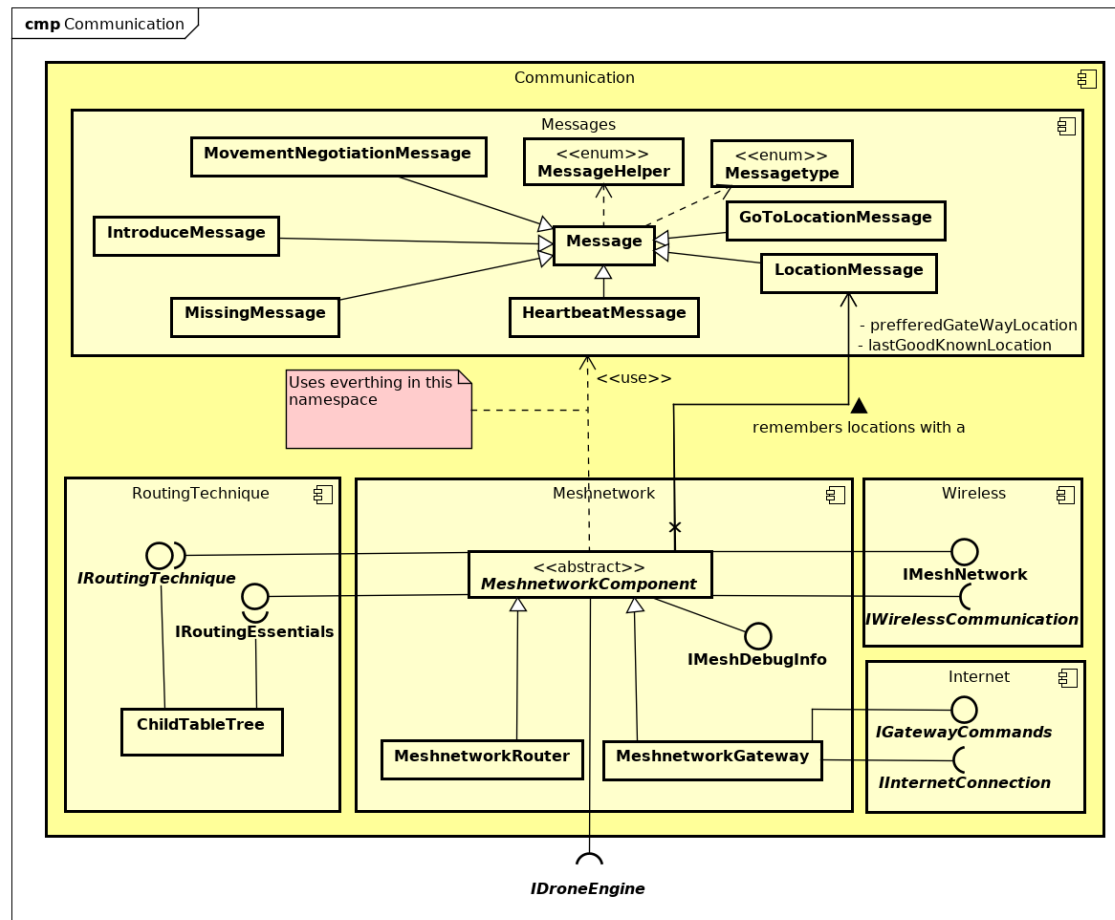 cmp Communication
Communication
Messages
MovementNegotiationMessage
<<enum>>
MessageHelper
<<enum>>
Messagetype
IntroduceMessage
Message
GoToLocationMessage
LocationMessage
MissingMessage
HeartbeatMessage
- prefferedGateWayLocation
- lastGoodKnownLocation
Uses everthing in this
namespace
<<use>>
remembers locations with a
RoutingTechnique
Meshnetwork
Wireless
IRoutingTechnique
<<abstract>>
MeshnetworkComponent
IMeshNetwork
IRoutingEssentials
IWirelessCommunication
IMeshDebugInfo
Internet
ChildTableTree
IGatewayCommands
MeshnetworkRouter
MeshnetworkGateway
IInternetConnection
IDroneEngine